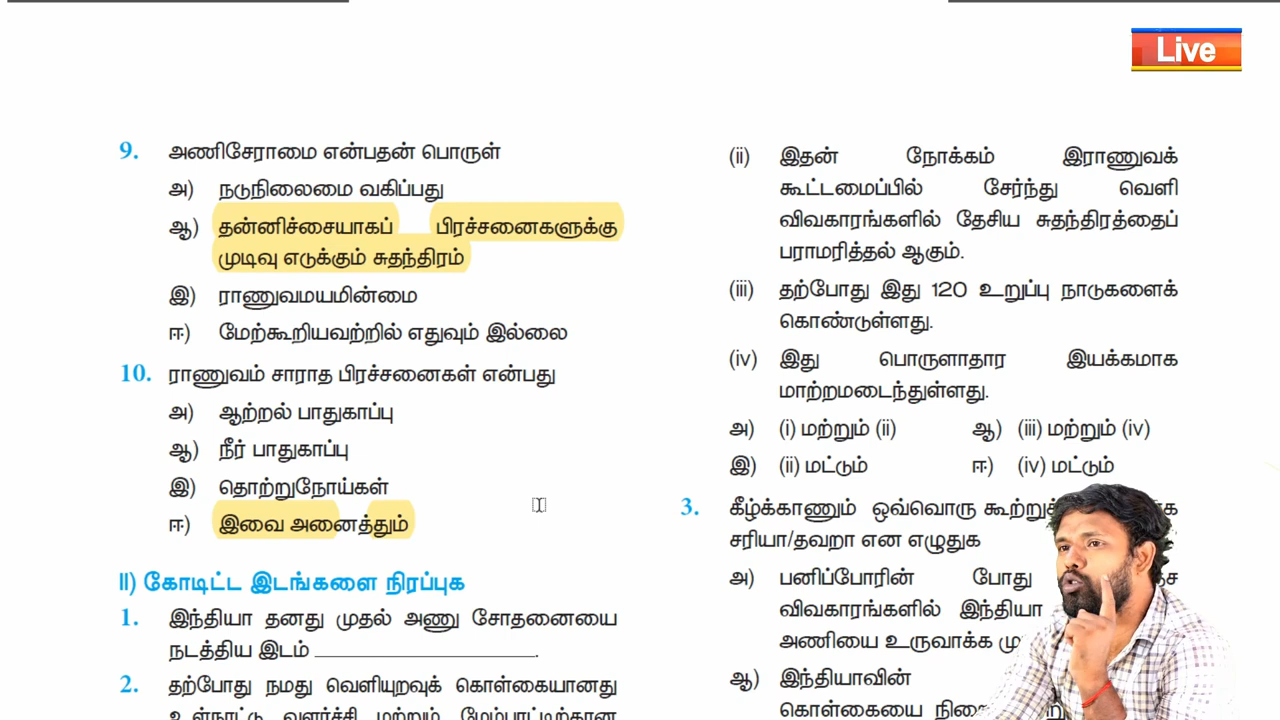 Live
9. அணிசேராமை என்பதன் பொருள்
அ) நடுநிலைமை வகிப்பது
ஆ) தன்னிச்சையாகப் பிரச்சனைகளுக்கு
முடிவு எடுக்கும் சுதந்திரம்
இ) ராணுவமயமின்மை
ஈ) மேற்கூறியவற்றில் எதுவும் இல்லை
10. ராணுவம் சாராத பிரச்சனைகள் என்பது
அ) ஆற்றல் பாதுகாப்பு
ஆ) நீர் பாதுகாப்பு
இ) தொற்றுநோய்கள்
ஈ) இவை அனைத்தும்
II) கோடிட்ட இடங்களை நிரப்புக
1. இந்தியா தனது முதல் அணு சோதனையை
நடத்திய இடம் ____________________.
2. தற்போது நமது வெளியுறவுக் கொள்கையானது
உள்நாட்டு வளர்ச்சி மற்றும் மேம்பாட்டிற்கான
(ii) இதன் நோக்கம் இராணுவக்
கூட்டமைப்பில் சேர்ந்து வெளி
விவகாரங்களில் தேசிய சுதந்திரத்தைப்
பராமரித்தல் ஆகும்.
(iii) தற்போது இது 120 உறுப்பு நாடுகளைக்
கொண்டுள்ளது.
(iv) இது பொருளாதார இயக்கமாக
மாற்றமடைந்துள்ளது.
அ) (i) மற்றும் (ii) ஆ) (iii) மற்றும் (iv)
இ) (ii) மட்டும் ஈ) (iv) மட்டும்
3. கீழ்க்காணும் ஒவ்வொரு
சரியா/தவறா என எழுதுக
அ) பனிப்போரின் போது
விவகாரங்களில் இந்தியா
அணியை உருவாக்க
ஆ) இந்தியாவின்
கொள்கையை